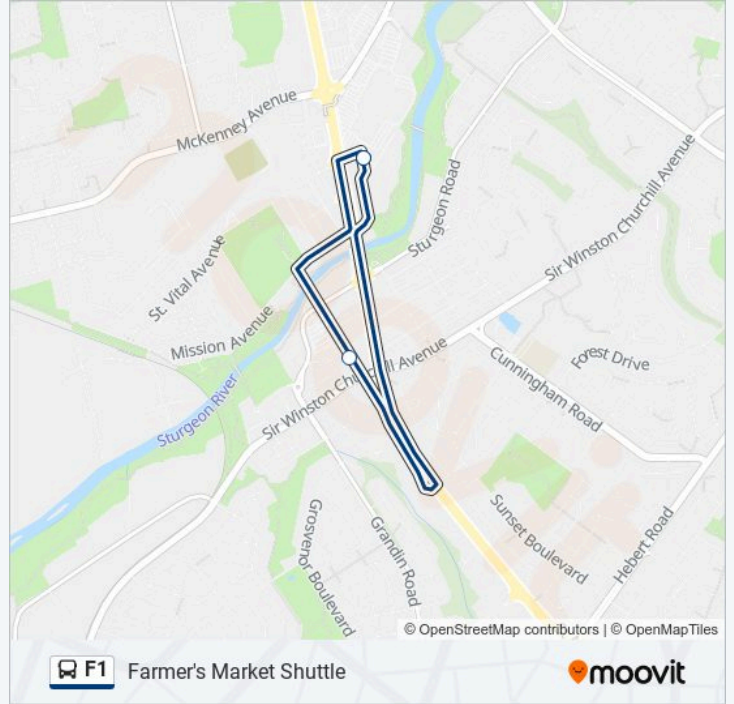 McKenney Avenue
Sturgeon Road
Sir Winston Churchill Avenue
St. Vital Avenue
Mission Avenue
Sturgeon River
Sir Winston Churchill Avenue
Forest Drive
Cunningham Road
Grosvenor Boulevard
Grandin Road
Sunset Boulevard
Hebert Road
© OpenStreetMap contributors | © OpenMapTiles
F1 Farmer's Market Shuttle
moovit